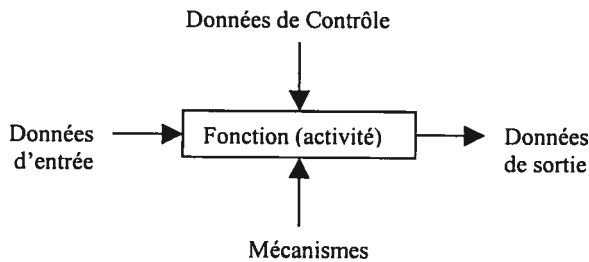 Données de Contrôle
Données
d'entrée
Fonction (activité)
Données
de sortie
Mécanismes